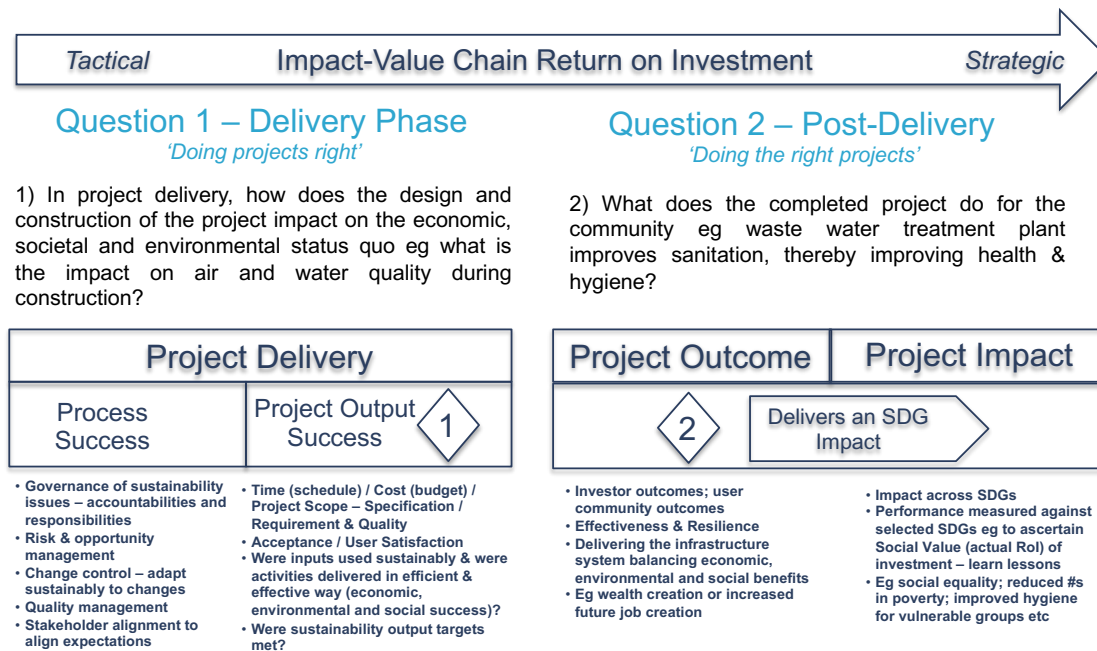 Tactical
Impact-Value Chain Return on Investment
Strategic
Question 1 – Delivery Phase
'Doing projects right'
1) In project delivery, how does the design and
construction of the project impact on the economic,
societal and environmental status quo eg what is
the impact on air and water quality during
construction?
Question 2 – Post-Delivery
'Doing the right projects'
2) What does the completed project do for the
community eg waste water treatment plant
improves sanitation, thereby improving health &
hygiene?
Project Delivery
Process
Success
Project Output
Success
1
• Governance of sustainability
issues – accountabilities and
responsibilities
• Risk & opportunity
management
• Change control – adapt
sustainably to changes
• Quality management
• Stakeholder alignment to
align expectations
• Time (schedule) / Cost (budget) /
Project Scope – Specification /
Requirement & Quality
• Acceptance / User Satisfaction
• Were inputs used sustainably & were
activities delivered in efficient &
effective way (economic,
environmental and social success)?
• Were sustainability output targets
met?
Project Outcome
Project Impact
2
Delivers an SDG
Impact
• Investor outcomes; user
community outcomes
• Effectiveness & Resilience
• Delivering the infrastructure
system balancing economic,
environmental and social benefits
• Eg wealth creation or increased
future job creation
• Impact across SDGs
• Performance measured against
selected SDGs eg to ascertain
Social Value (actual RoI) of
investment – learn lessons
• Eg social equality; reduced #s
in poverty; improved hygiene
for vulnerable groups etc